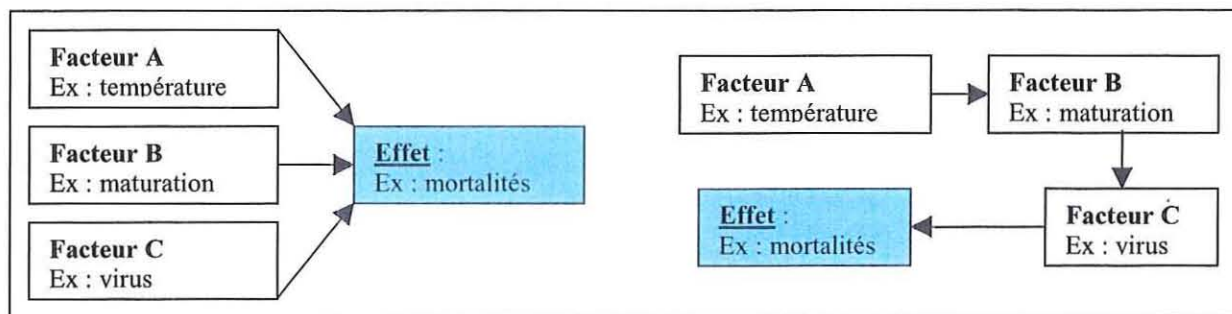 Facteur A
Ex : température
Facteur B
Ex : maturation
Facteur C
Ex : virus
Effet :
Ex : mortalités
Facteur A
Ex : température
Facteur B
Ex : maturation
Facteur C
Ex : virus
Effet :
Ex : mortalités